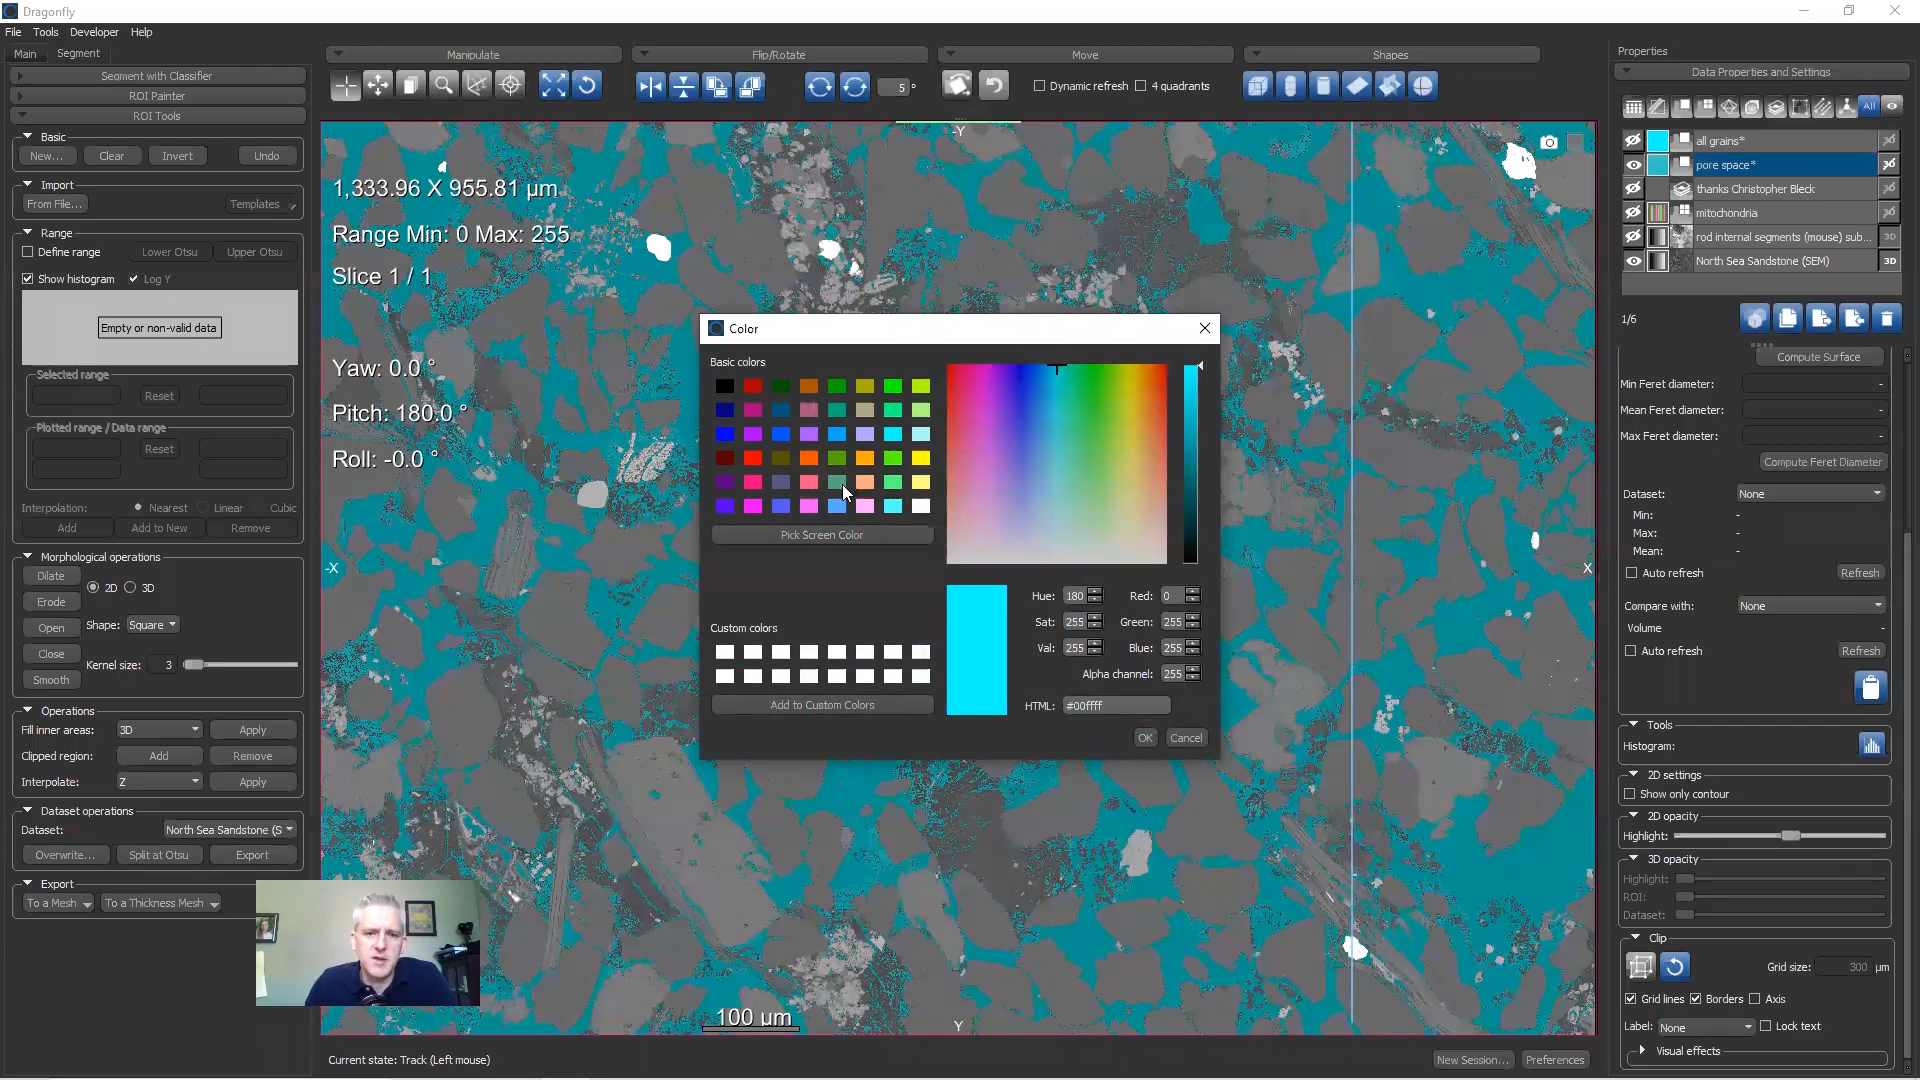 Dragonfly
File Tools Developer Help
Main Segment
Segment with Classifier
ROI Painter
ROI Tools
Basic
New... Clear Invert Undo
Import
From File... Templates
Range
Define range Lower Otsu Upper Otsu
Show histogram Log Y
Empty or non-valid data
Selected range
Reset
Plotted range / Data range
Reset
Interpolation: Nearest Linear Cubic
Add Add to New Remove
Morphological operations
Dilate
2D 3D
Erode
Open Shape: Square
Close
Kernel size: 3
Smooth
Operations
Fill inner areas: 3D Apply
Clipped region: Add Remove
Interpolate: Z Apply
Dataset operations
Dataset: North Sea Sandstone (S
Overwrite... Split at Otsu Export
Export
To a Mesh To a Thickness Mesh
Manipulate Flip/Rotate Move Shapes
5 °
Dynamic refresh 4 quadrants
-Y
1,333.96 X 955.81 µm
Range Min: 0 Max: 255
Slice 1 / 1
Yaw: 0.0 °
Pitch: 180.0 °
Roll: -0.0 °
-X
X
100 µm
Y
Current state: Track (Left mouse)
New Session... Preferences
Color
Basic colors
Pick Screen Color
Custom colors
Add to Custom Colors
Hue: 180 Red: 0
Sat: 255 Green: 255
Val: 255 Blue: 255
Alpha channel: 255
HTML: #00ffff
OK Cancel
Properties
Data Properties and Settings
All
all grains*
pore space*
thanks Christopher Bleck
mitochondria
rod internal segments (mouse) sub... 3D
North Sea Sandstone (SEM) 3D
1/6
Compute Surface
Min Feret diameter: -
Mean Feret diameter: -
Max Feret diameter: -
Compute Feret Diameter
Dataset: None
Min: -
Max: -
Mean: -
Auto refresh Refresh
Compare with: None
Volume -
Auto refresh Refresh
Tools
Histogram:
2D settings
Show only contour
2D opacity
Highlight:
3D opacity
Highlight:
ROI:
Dataset:
Clip
Grid size: 300 µm
Grid lines Borders Axis
Label: None Lock text
Visual effects